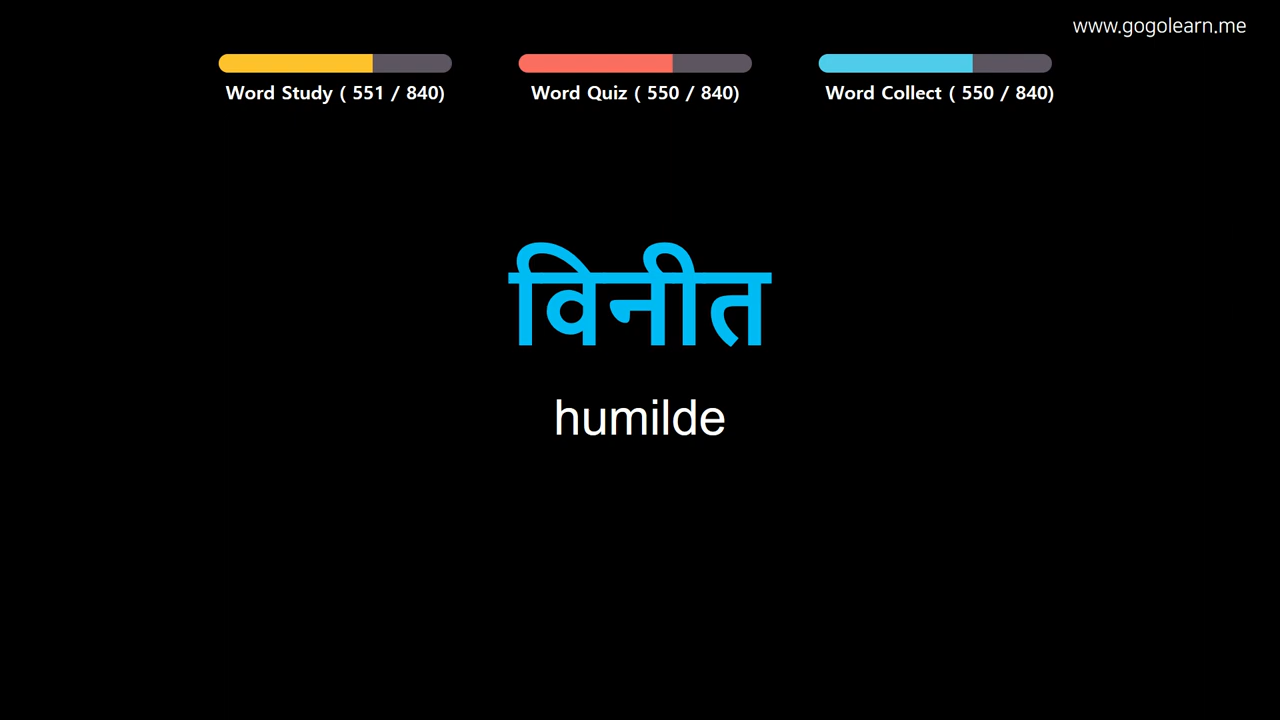 www.gogolearn.me
Word Study ( 551 / 840)
Word Quiz ( 550 / 840)
Word Collect ( 550 / 840)
विनीत
humilde